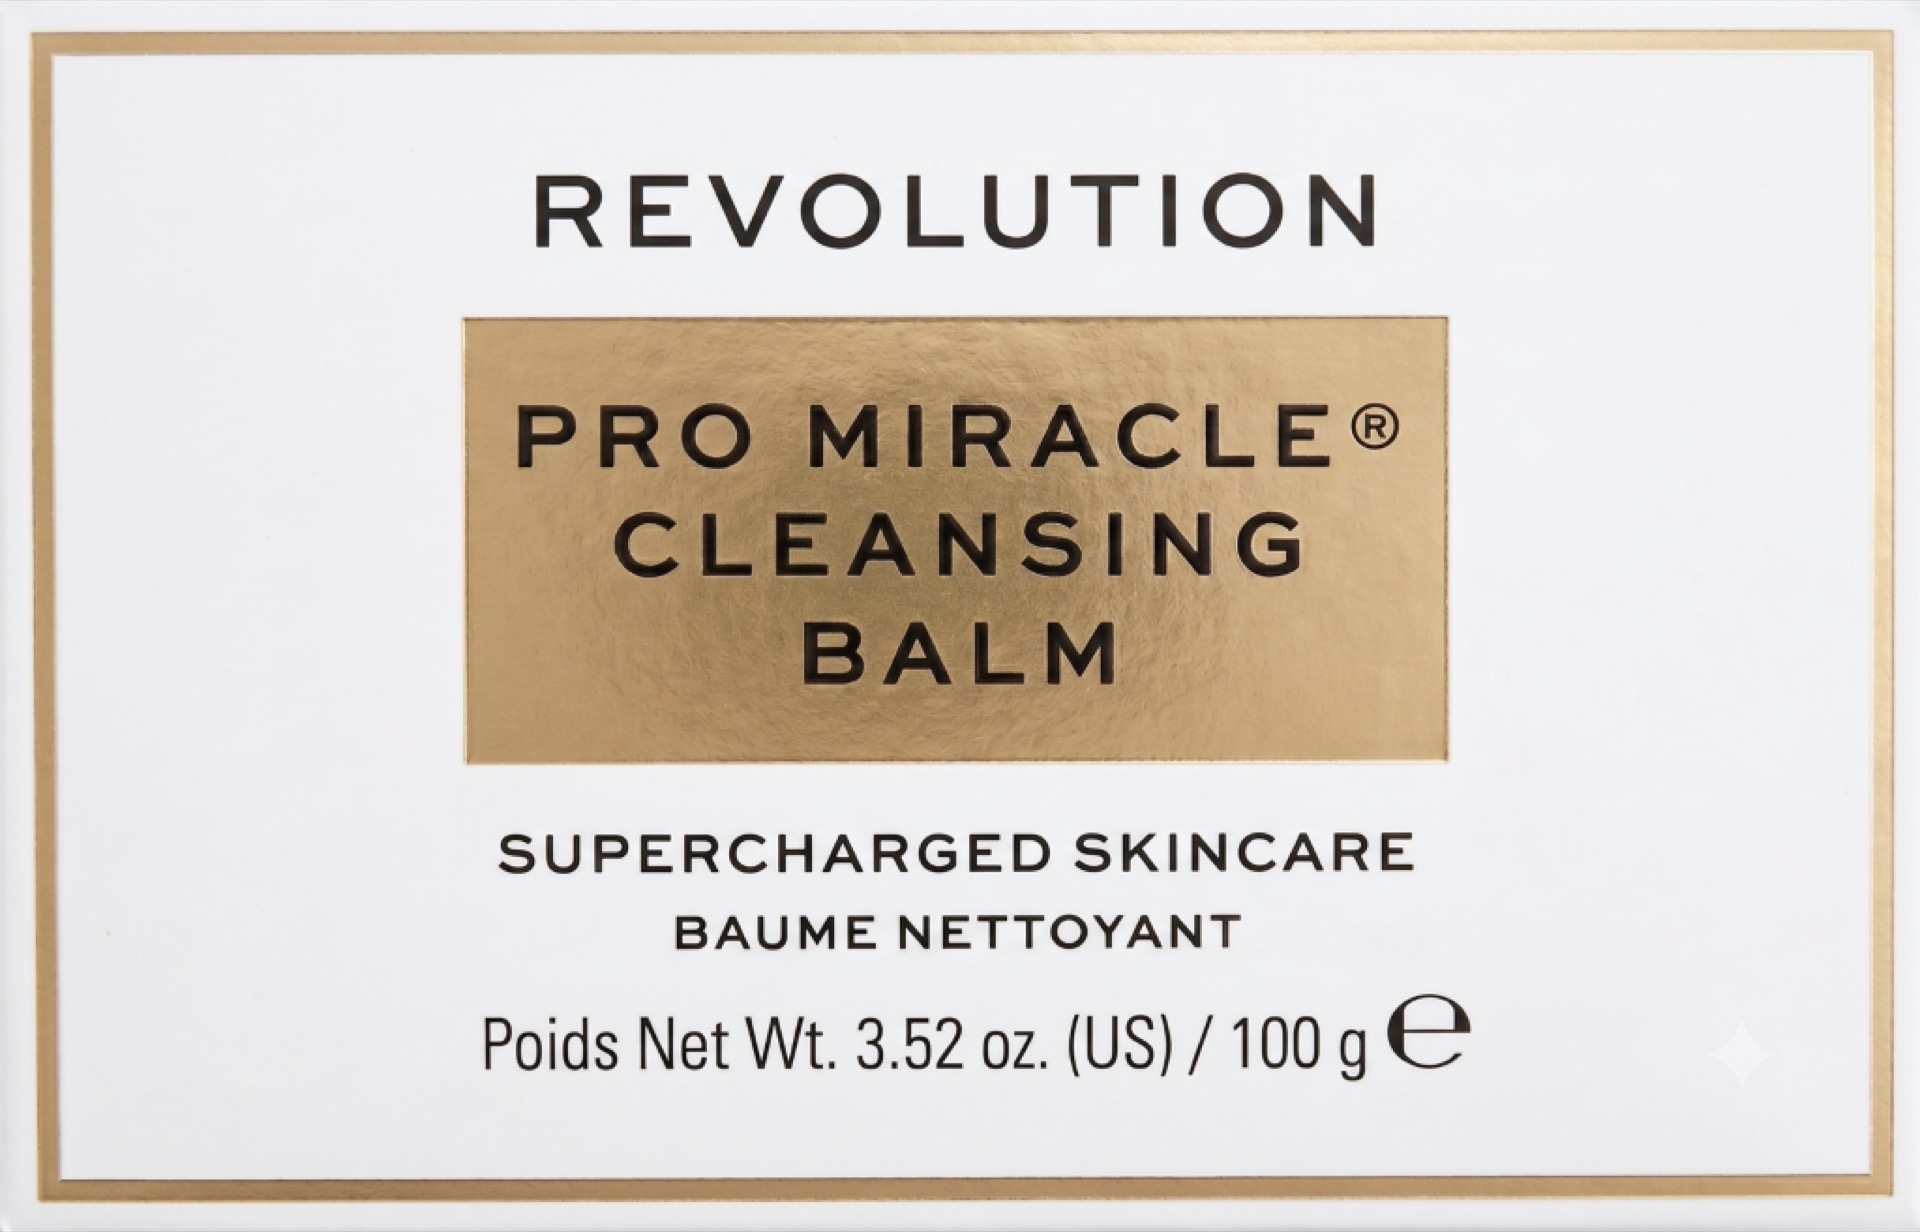 REVOLUTION
PRO MIRACLE®
CLEANSING
BALM
SUPERCHARGED SKINCARE
BAUME NETTOYANT
Poids Net Wt. 3.52 oz. (US) / 100 g ℮